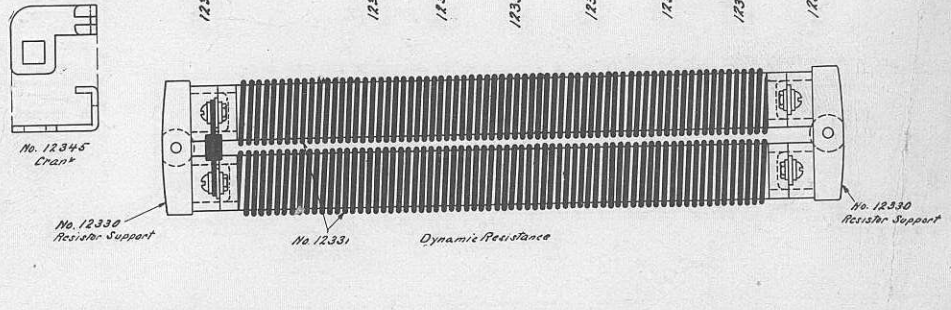 No. 12345
Crank
No. 12330
Resistor Support
No. 12331
Dynamic Resistance
No. 12330
Resistor Support